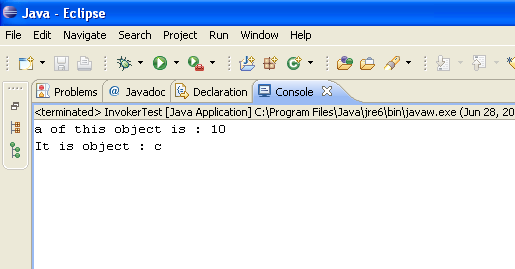 Java - Eclipse
File Edit Navigate Search Project Run Window Help
Problems @ Javadoc Declaration Console
<terminated> InvokerTest [Java Application] C:\Program Files\Java\jre6\bin\javaw.exe (Jun 28, 20
a of this object is : 10
It is object : c